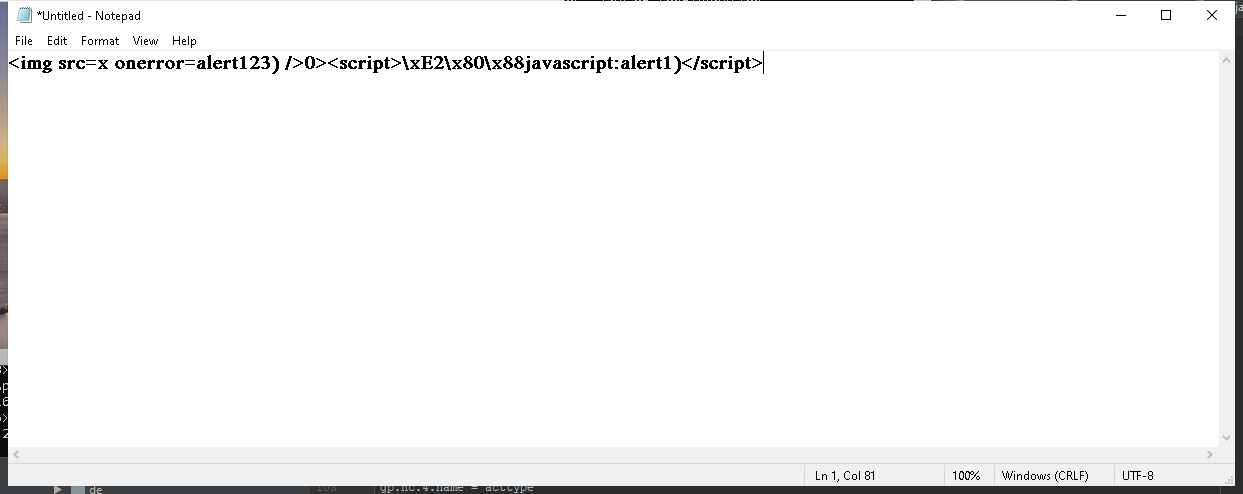 *Untitled - Notepad
File Edit Format View Help
<img src=x onerror=alert123) />0><script>\xE2\x80\x88javascript:alert1)</script>
Ln 1, Col 81 100% Windows (CRLF) UTF-8
de gp.nc.4.name = acctype